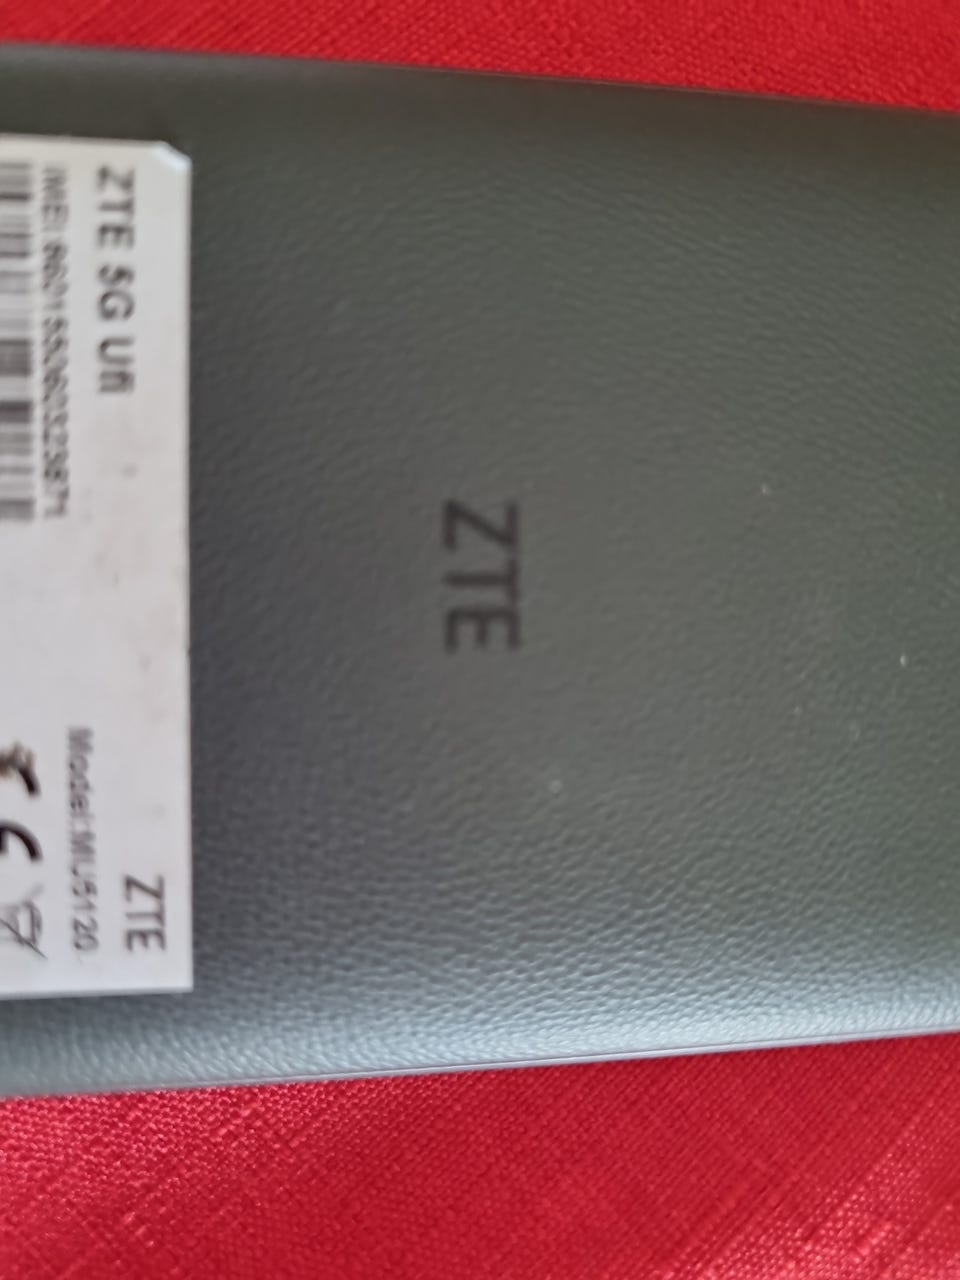 ZTE 5G Ufi
ZTE
IMEI:
Model:MU5120
ZTE